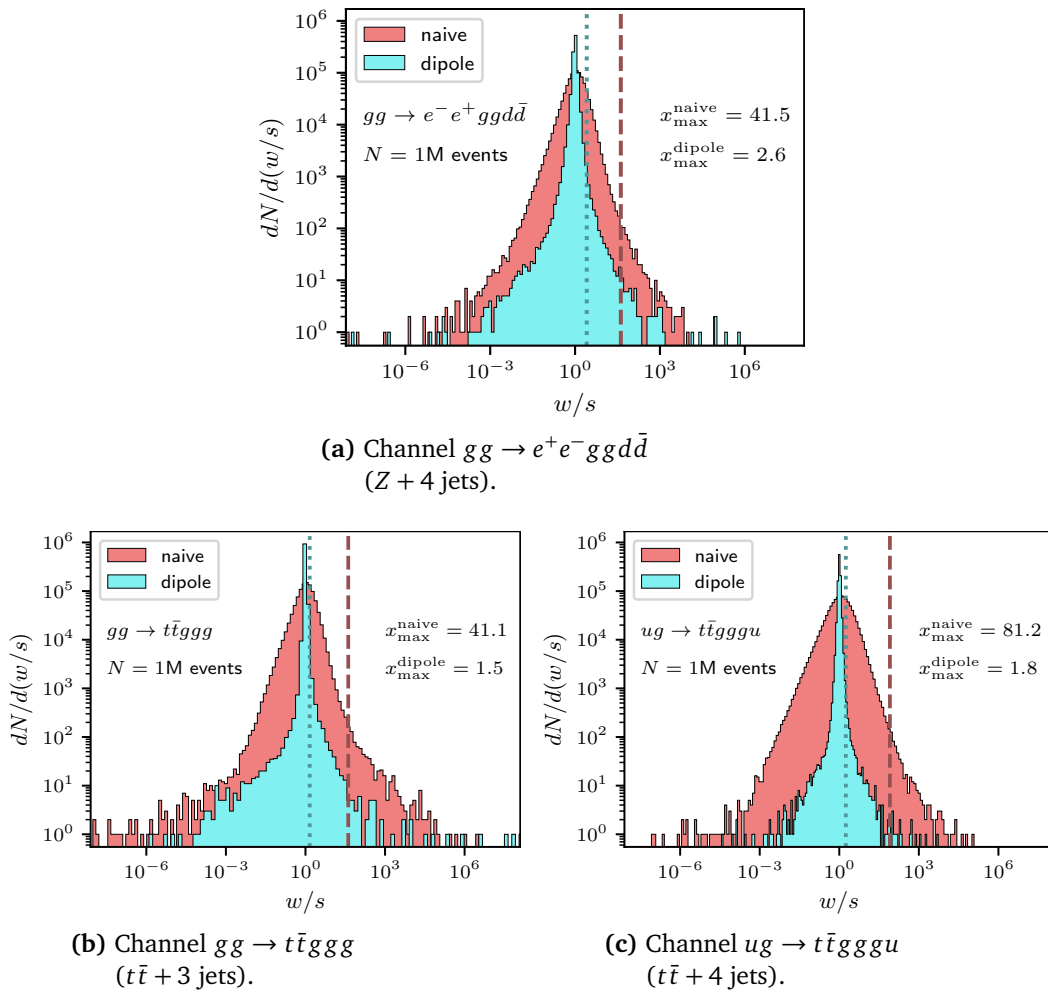 naive
dipole
gg → e⁻e⁺ggdd̄
N = 1M events
x_max^naive = 41.5
x_max^dipole = 2.6
10⁶
10⁵
10⁴
10³
10²
10¹
10⁰
dN/d(w/s)
10⁻⁶ 10⁻³ 10⁰ 10³ 10⁶
w/s
(a) Channel gg → e⁺e⁻ggdd̄
(Z + 4 jets).
naive
dipole
gg → tt̄ggg
N = 1M events
x_max^naive = 41.1
x_max^dipole = 1.5
10⁶
10⁵
10⁴
10³
10²
10¹
10⁰
dN/d(w/s)
10⁻⁶ 10⁻³ 10⁰ 10³ 10⁶
w/s
(b) Channel gg → tt̄ggg
(tt̄ + 3 jets).
naive
dipole
ug → tt̄gggu
N = 1M events
x_max^naive = 81.2
x_max^dipole = 1.8
10⁶
10⁵
10⁴
10³
10²
10¹
10⁰
dN/d(w/s)
10⁻⁶ 10⁻³ 10⁰ 10³ 10⁶
w/s
(c) Channel ug → tt̄gggu
(tt̄ + 4 jets).